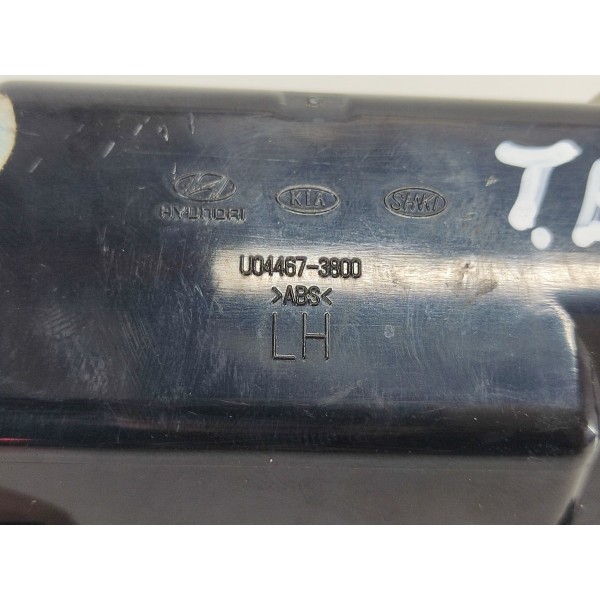 HYUNDAI KIA
U04467-3800
>ABS<
LH